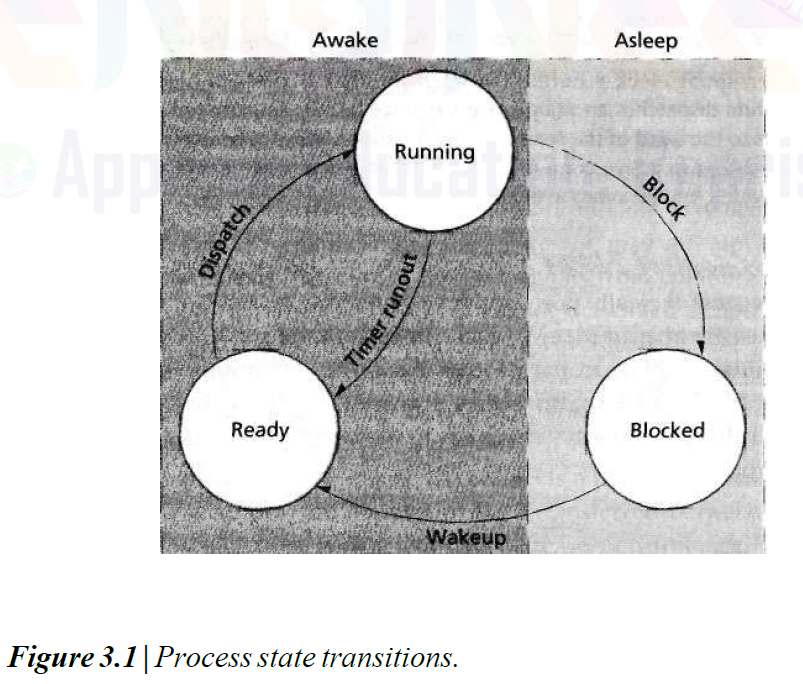 Awake
Asleep
Running
Block
Dispatch
Timer runout
Ready
Blocked
Wakeup
Figure 3.1 | Process state transitions.